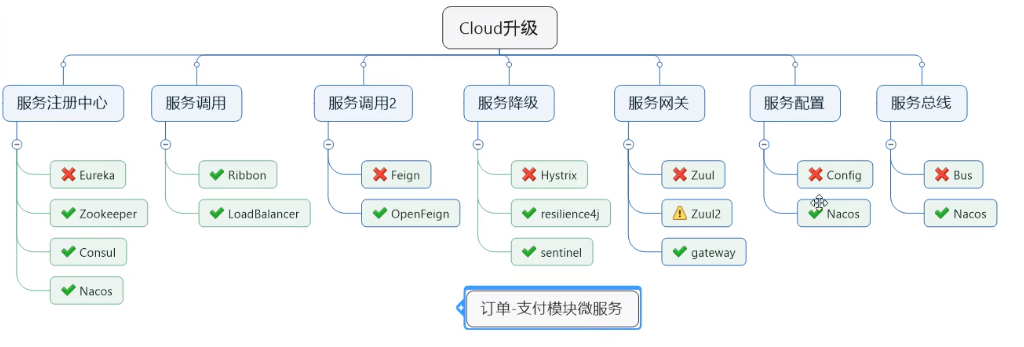 Cloud升级
服务注册中心
服务调用
服务调用2
服务降级
服务网关
服务配置
服务总线
Eureka
Zookeeper
Consul
Nacos
Ribbon
LoadBalancer
Feign
OpenFeign
Hystrix
resilience4j
sentinel
Zuul
Zuul2
gateway
Config
Nacos
Bus
Nacos
订单-支付模块微服务